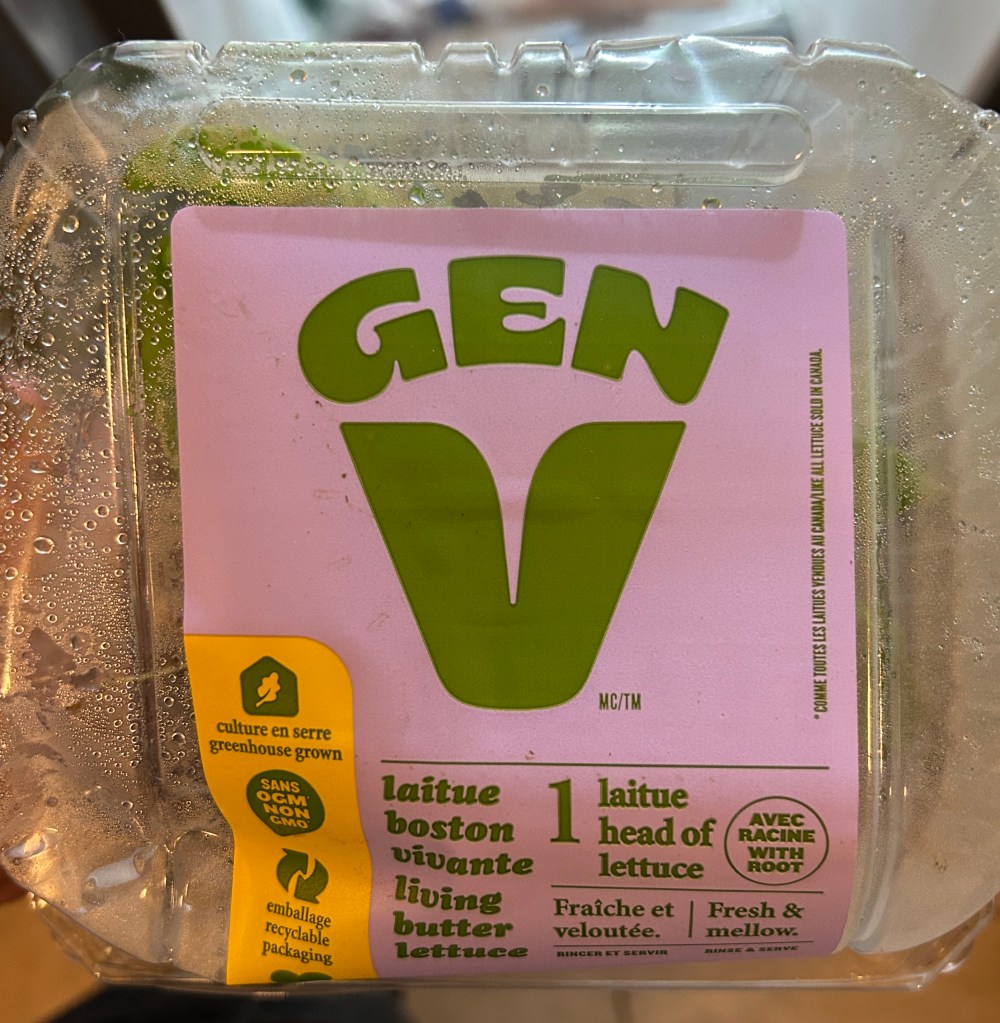 GEN
V
MC/TM
*COMME TOUTES LES LAITUES VENDUES AU CANADA/LIKE ALL LETTUCE SOLD IN CANADA.
culture en serre
greenhouse grown
SANS
OGM*
NON
GMO*
emballage
recyclable
packaging
laitue
boston
vivante
living
butter
lettuce
1
laitue
head of
lettuce
AVEC
RACINE
WITH
ROOT
Fraîche et
veloutée.
Fresh &
mellow.
RINCER ET SERVIR
RINSE & SERVE